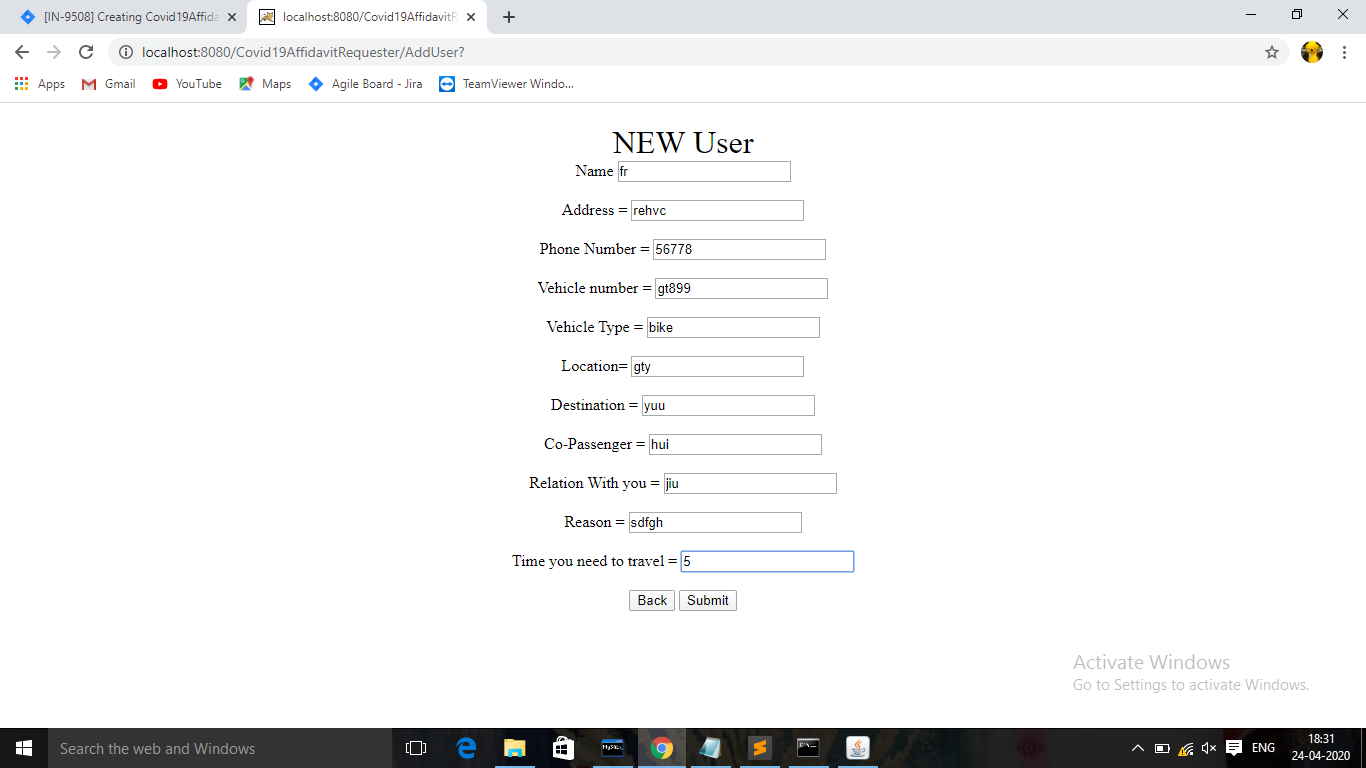 [IN-9508] Creating Covid19Affida
localhost:8080/Covid19AffidavitR
localhost:8080/Covid19AffidavitRequester/AddUser?
Apps Gmail YouTube Maps Agile Board - Jira TeamViewer Windo...
NEW User
Name fr
Address = rehvc
Phone Number = 56778
Vehicle number = gt899
Vehicle Type = bike
Location= gty
Destination = yuu
Co-Passenger = hui
Relation With you = jiu
Reason = sdfgh
Time you need to travel = 5
Back Submit
Activate Windows
Go to Settings to activate Windows.
Search the web and Windows
ENG
18:31
24-04-2020